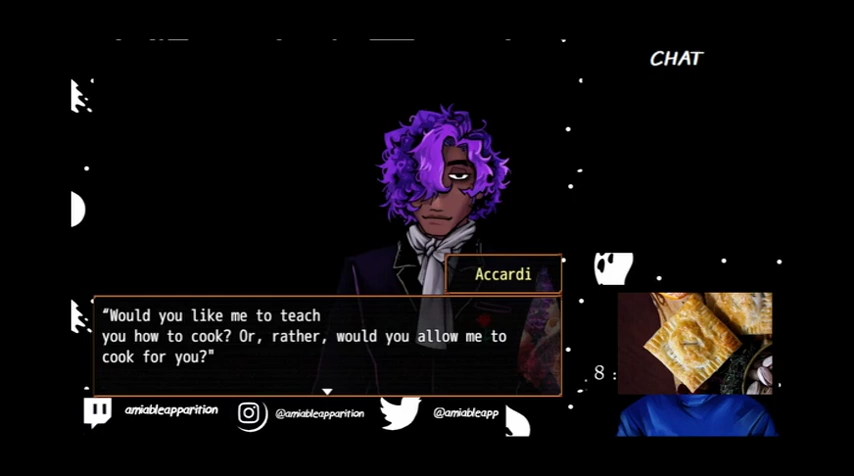 CHAT
Accardi
“Would you like me to teach
you how to cook? Or, rather, would you allow me to
cook for you?"
8 :
amiableapparition
@amiableapparition
@amiableapp